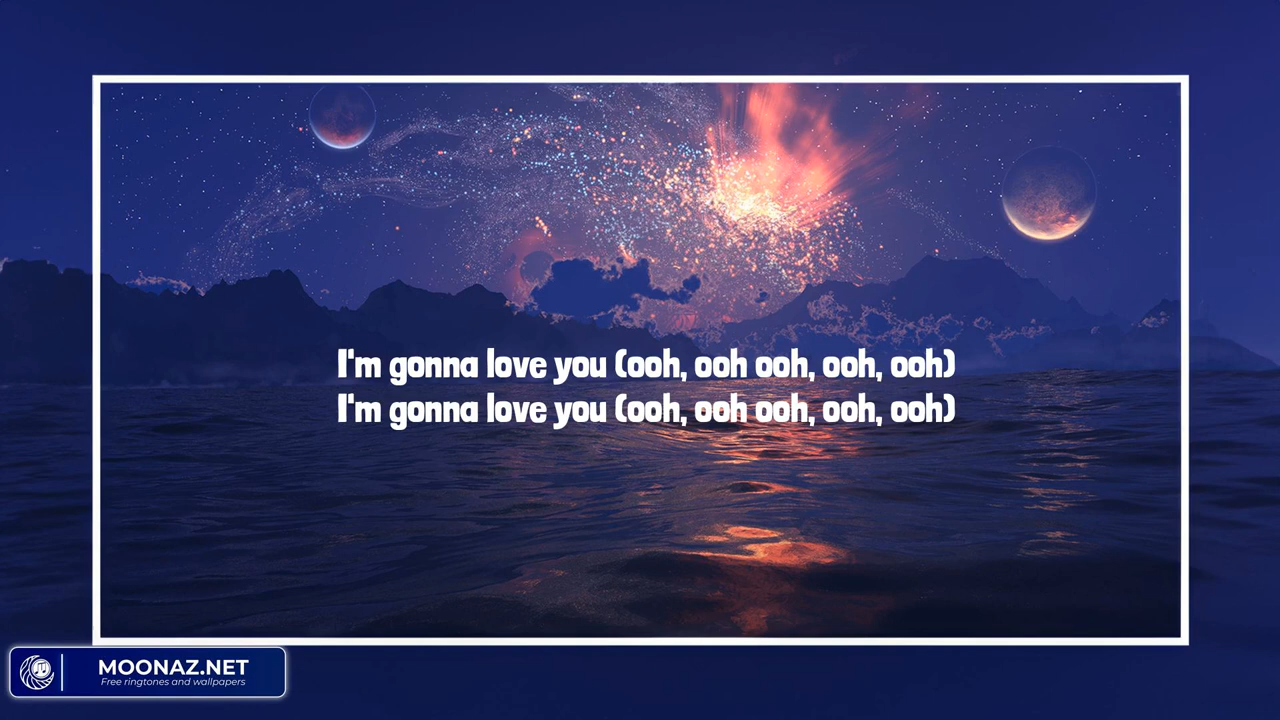 I'm gonna love you (ooh, ooh ooh, ooh, ooh)
I'm gonna love you (ooh, ooh ooh, ooh, ooh)
MOONAZ.NET
Free ringtones and wallpapers